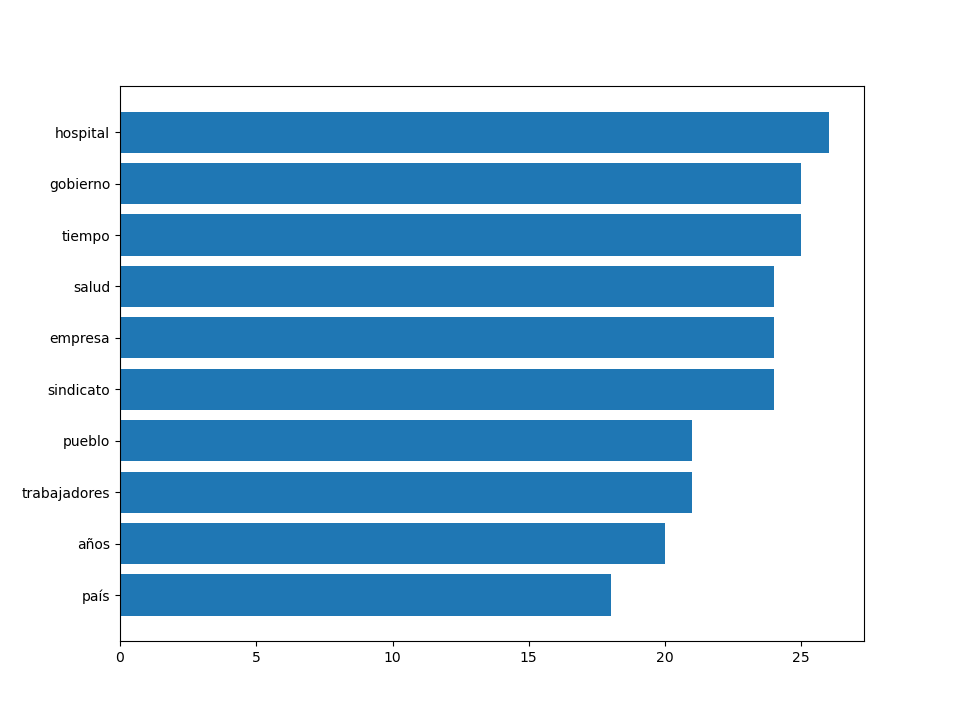 hospital
gobierno
tiempo
salud
empresa
sindicato
pueblo
trabajadores
años
país
0 5 10 15 20 25